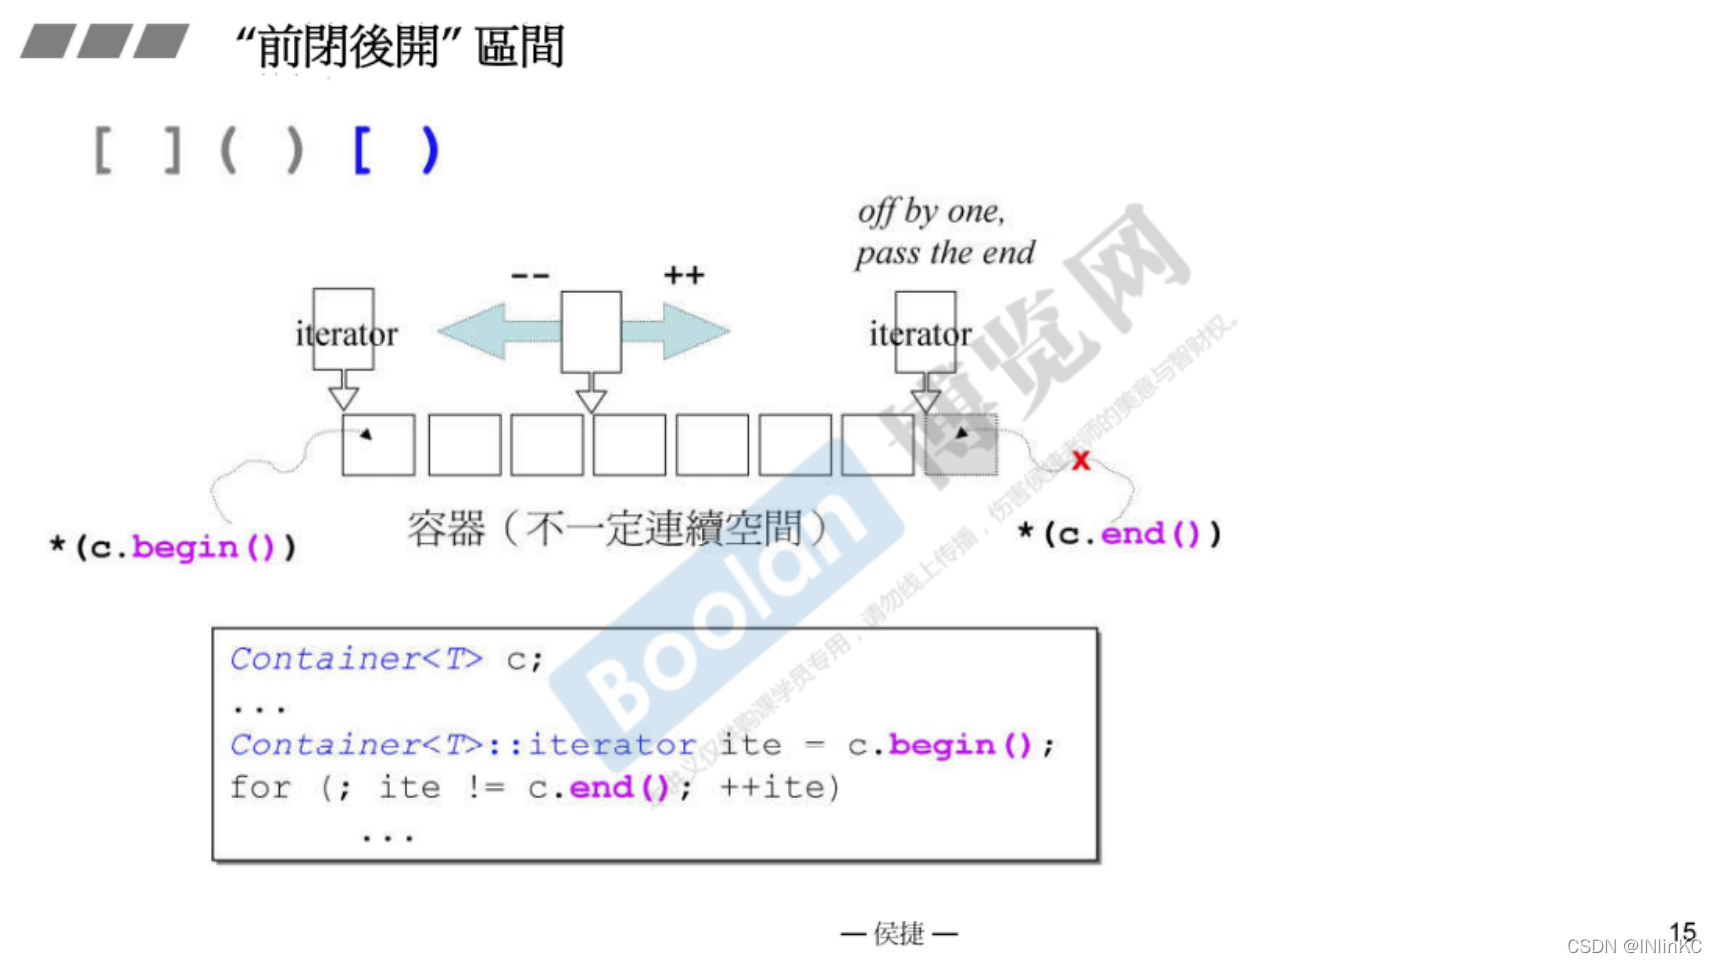 “前閉後開” 區間
[ ] ( ) [ )
off by one,
pass the end
-- ++
iterator
iterator
*(c.begin())
容器（不一定連續空間）
x
*(c.end())
Container<T> c;
...
Container<T>::iterator ite = c.begin();
for (; ite != c.end(); ++ite)
...
Boolan
博览网
讲义仅供购课学员专用，请勿线上传播，伤害侯捷老师的美意与智财权。
— 侯捷 —
15
CSDN @INlinKC